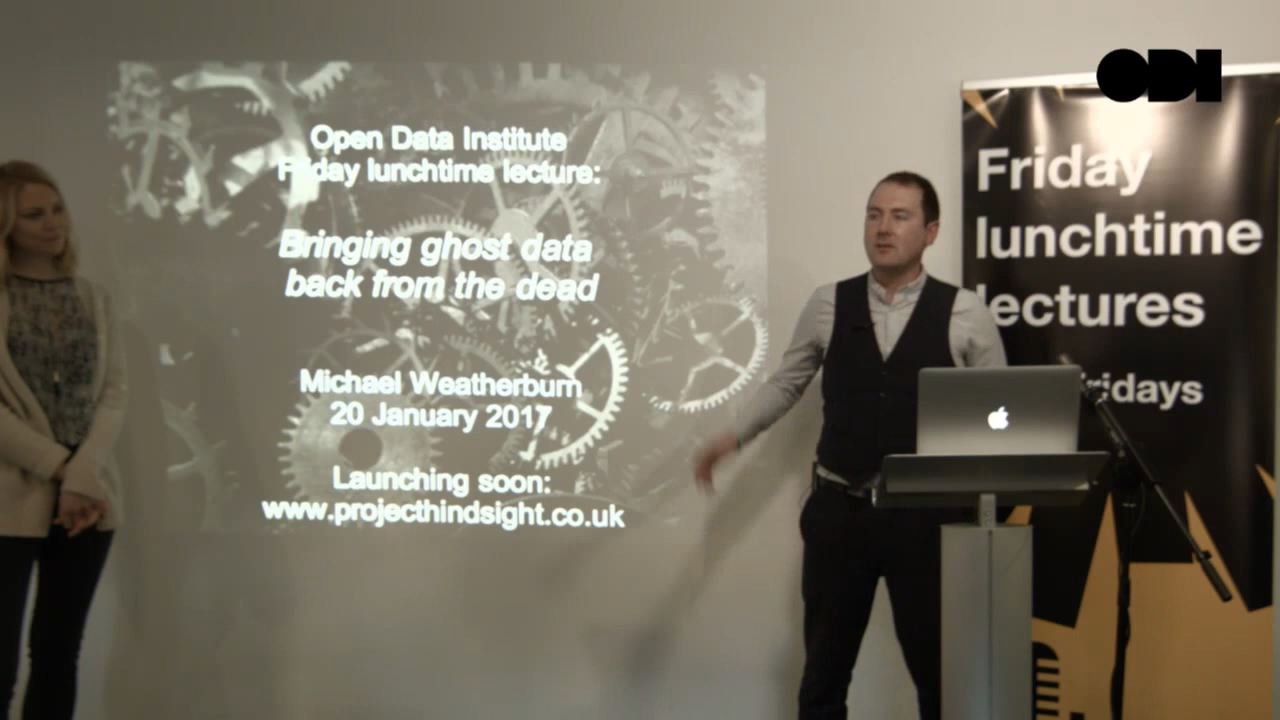 ODI
Open Data Institute
Friday lunchtime lecture:
Bringing ghost data
back from the dead
Michael Weatherburn
20 January 2017
Launching soon:
www.projecthindsight.co.uk
Friday
lunchtime
lectures